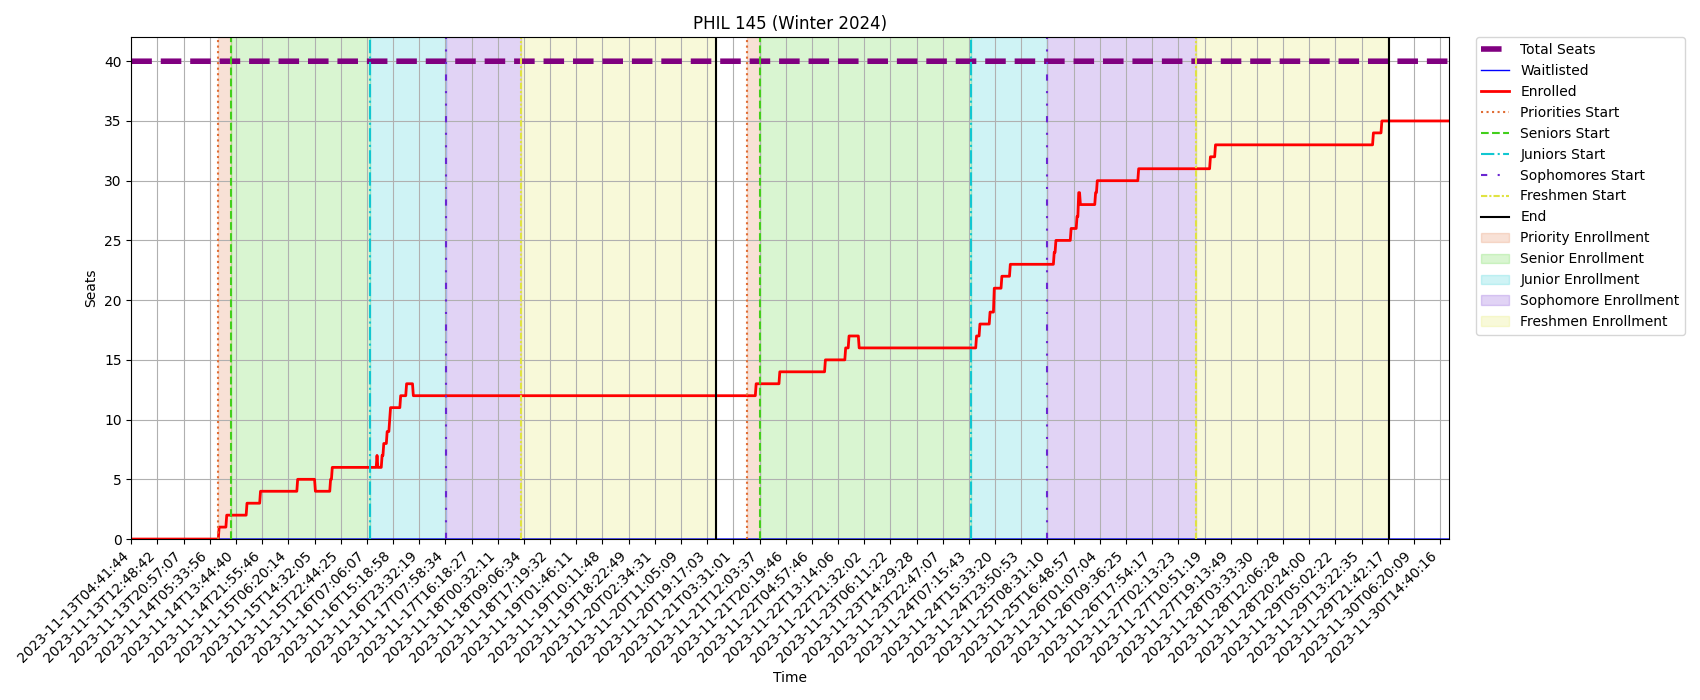 PHIL 145 (Winter 2024)
40
35
30
25
20
15
10
5
0
Seats
2023-11-13T04:41:44
2023-11-13T12:48:42
2023-11-13T20:57:07
2023-11-14T05:33:56
2023-11-14T13:44:40
2023-11-14T21:55:46
2023-11-15T06:20:14
2023-11-15T14:32:05
2023-11-15T22:44:25
2023-11-16T07:06:07
2023-11-16T15:18:58
2023-11-16T23:32:19
2023-11-17T07:58:34
2023-11-17T16:18:27
2023-11-18T00:32:11
2023-11-18T09:06:34
2023-11-18T17:19:32
2023-11-19T01:46:11
2023-11-19T10:11:48
2023-11-19T18:22:49
2023-11-20T02:34:31
2023-11-20T11:05:09
2023-11-20T19:17:03
2023-11-21T03:31:01
2023-11-21T12:03:37
2023-11-21T20:19:46
2023-11-22T04:57:46
2023-11-22T13:14:06
2023-11-22T21:32:02
2023-11-23T06:11:22
2023-11-23T14:29:28
2023-11-23T22:47:07
2023-11-24T07:15:43
2023-11-24T15:33:20
2023-11-24T23:50:53
2023-11-25T08:31:10
2023-11-25T16:48:57
2023-11-26T01:07:04
2023-11-26T09:36:25
2023-11-26T17:54:17
2023-11-27T02:13:23
2023-11-27T10:51:19
2023-11-27T19:13:49
2023-11-28T03:33:30
2023-11-28T12:06:28
2023-11-28T20:24:00
2023-11-29T05:02:22
2023-11-29T13:22:35
2023-11-29T21:42:17
2023-11-30T06:20:09
2023-11-30T14:40:16
Time
Total Seats
Waitlisted
Enrolled
Priorities Start
Seniors Start
Juniors Start
Sophomores Start
Freshmen Start
End
Priority Enrollment
Senior Enrollment
Junior Enrollment
Sophomore Enrollment
Freshmen Enrollment